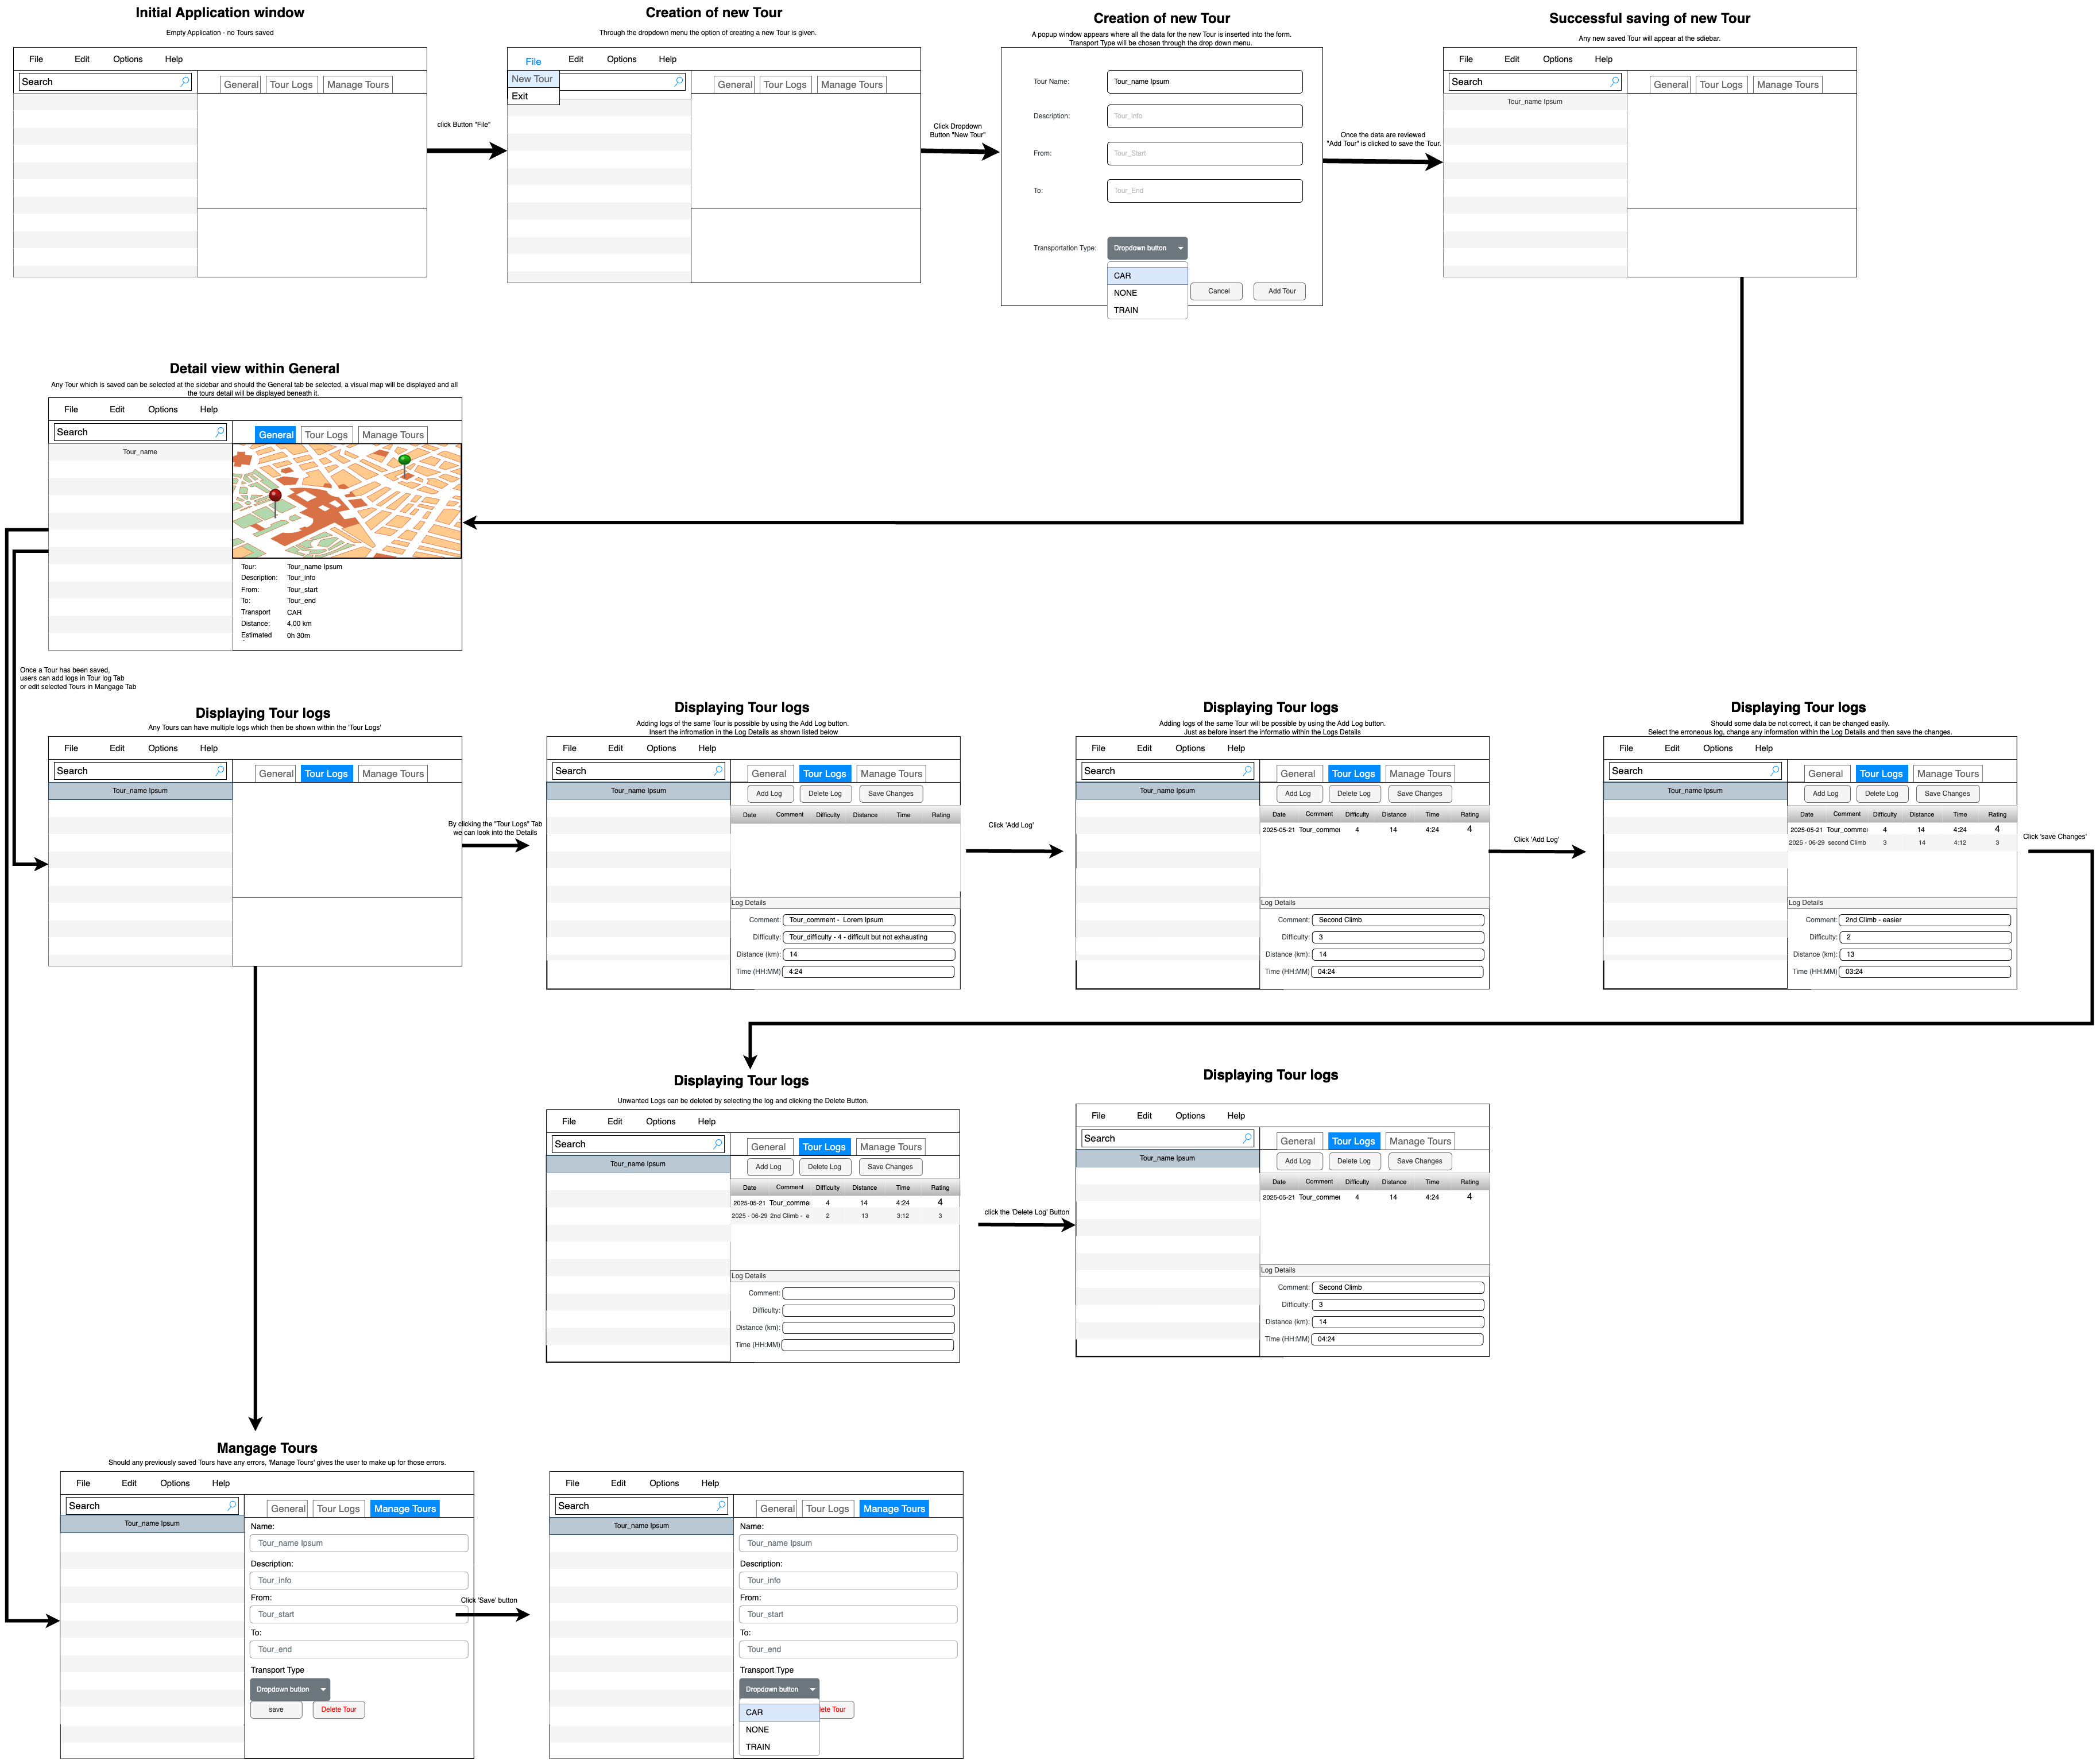 Initial Application window
Empty Application - no Tours saved
File Edit Options Help
Search
General Tour Logs Manage Tours
click Button "File"
Creation of new Tour
Through the dropdown menu the option of creating a new Tour is given.
File Edit Options Help
New Tour
Exit
General Tour Logs Manage Tours
Click Dropdown
Button "New Tour"
Creation of new Tour
A popup window appears where all the data for the new Tour is inserted into the form.
Transport Type will be chosen through the drop down menu.
Tour Name: Tour_name Ipsum
Description: Tour_info
From: Tour_Start
To: Tour_End
Transportation Type: Dropdown button
CAR
NONE
TRAIN
Cancel Add Tour
Once the data are reviewed
"Add Tour" is clicked to save the Tour.
Successful saving of new Tour
Any new saved Tour will appear at the sdiebar.
File Edit Options Help
Search
General Tour Logs Manage Tours
Tour_name Ipsum
Detail view within General
Any Tour which is saved can be selected at the sidebar and should the General tab be selected, a visual map will be displayed and all
the tours detail will be displayed beneath it.
File Edit Options Help
Search
General Tour Logs Manage Tours
Tour_name
Tour: Tour_name Ipsum
Description: Tour_info
From: Tour_start
To: Tour_end
Transport CAR
Distance: 4,00 km
Estimated 0h 30m
Once a Tour has been saved,
users can add logs in Tour log Tab
or edit selected Tours in Mangage Tab
Displaying Tour logs
Any Tours can have multiple logs which then be shown within the 'Tour Logs'
File Edit Options Help
Search
General Tour Logs Manage Tours
Tour_name Ipsum
By clicking the "Tour Logs" Tab
we can look into the Details
Displaying Tour logs
Adding logs of the same Tour is possible by using the Add Log button.
Insert the infromation in the Log Details as shown listed below
File Edit Options Help
Search
General Tour Logs Manage Tours
Tour_name Ipsum
Add Log Delete Log Save Changes
Date Comment Difficulty Distance Time Rating
Log Details
Comment: Tour_comment - Lorem Ipsum
Difficulty: Tour_difficulty - 4 - difficult but not exhausting
Distance (km): 14
Time (HH:MM) 4:24
Click 'Add Log'
Displaying Tour logs
Adding logs of the same Tour will be possible by using the Add Log button.
Just as before insert the informatio within the Logs Details
File Edit Options Help
Search
General Tour Logs Manage Tours
Tour_name Ipsum
Add Log Delete Log Save Changes
Date Comment Difficulty Distance Time Rating
2025-05-21 Tour_commer 4 14 4:24 4
Log Details
Comment: Second Climb
Difficulty: 3
Distance (km): 14
Time (HH:MM) 04:24
Click 'Add Log'
Displaying Tour logs
Should some data be not correct, it can be changed easily.
Select the erroneous log, change any information within the Log Details and then save the changes.
File Edit Options Help
Search
General Tour Logs Manage Tours
Tour_name Ipsum
Add Log Delete Log Save Changes
Date Comment Difficulty Distance Time Rating
2025-05-21 Tour_commer 4 14 4:24 4
2025 - 06-29 second Climb 3 14 4:12 3
Log Details
Comment: 2nd Climb - easier
Difficulty: 2
Distance (km): 13
Time (HH:MM) 03:24
Click 'save Changes'
Displaying Tour logs
Unwanted Logs can be deleted by selecting the log and clicking the Delete Button.
File Edit Options Help
Search
General Tour Logs Manage Tours
Tour_name Ipsum
Add Log Delete Log Save Changes
Date Comment Difficulty Distance Time Rating
2025-05-21 Tour_commer 4 14 4:24 4
2025 - 06-29 2nd Climb - e 2 13 3:12 3
Log Details
Comment:
Difficulty:
Distance (km):
Time (HH:MM)
click the 'Delete Log' Button
Displaying Tour logs
File Edit Options Help
Search
General Tour Logs Manage Tours
Tour_name Ipsum
Add Log Delete Log Save Changes
Date Comment Difficulty Distance Time Rating
2025-05-21 Tour_commer 4 14 4:24 4
Log Details
Comment: Second Climb
Difficulty: 3
Distance (km): 14
Time (HH:MM) 04:24
Mangage Tours
Should any previously saved Tours have any errors, 'Manage Tours' gives the user to make up for those errors.
File Edit Options Help
Search
General Tour Logs Manage Tours
Tour_name Ipsum
Name:
Tour_name Ipsum
Description:
Tour_info
From:
Tour_start
To:
Tour_end
Transport Type
Dropdown button
save Delete Tour
Click 'Save' button
File Edit Options Help
Search
General Tour Logs Manage Tours
Tour_name Ipsum
Name:
Tour_name Ipsum
Description:
Tour_info
From:
Tour_start
To:
Tour_end
Transport Type
Dropdown button
lete Tour
CAR
NONE
TRAIN